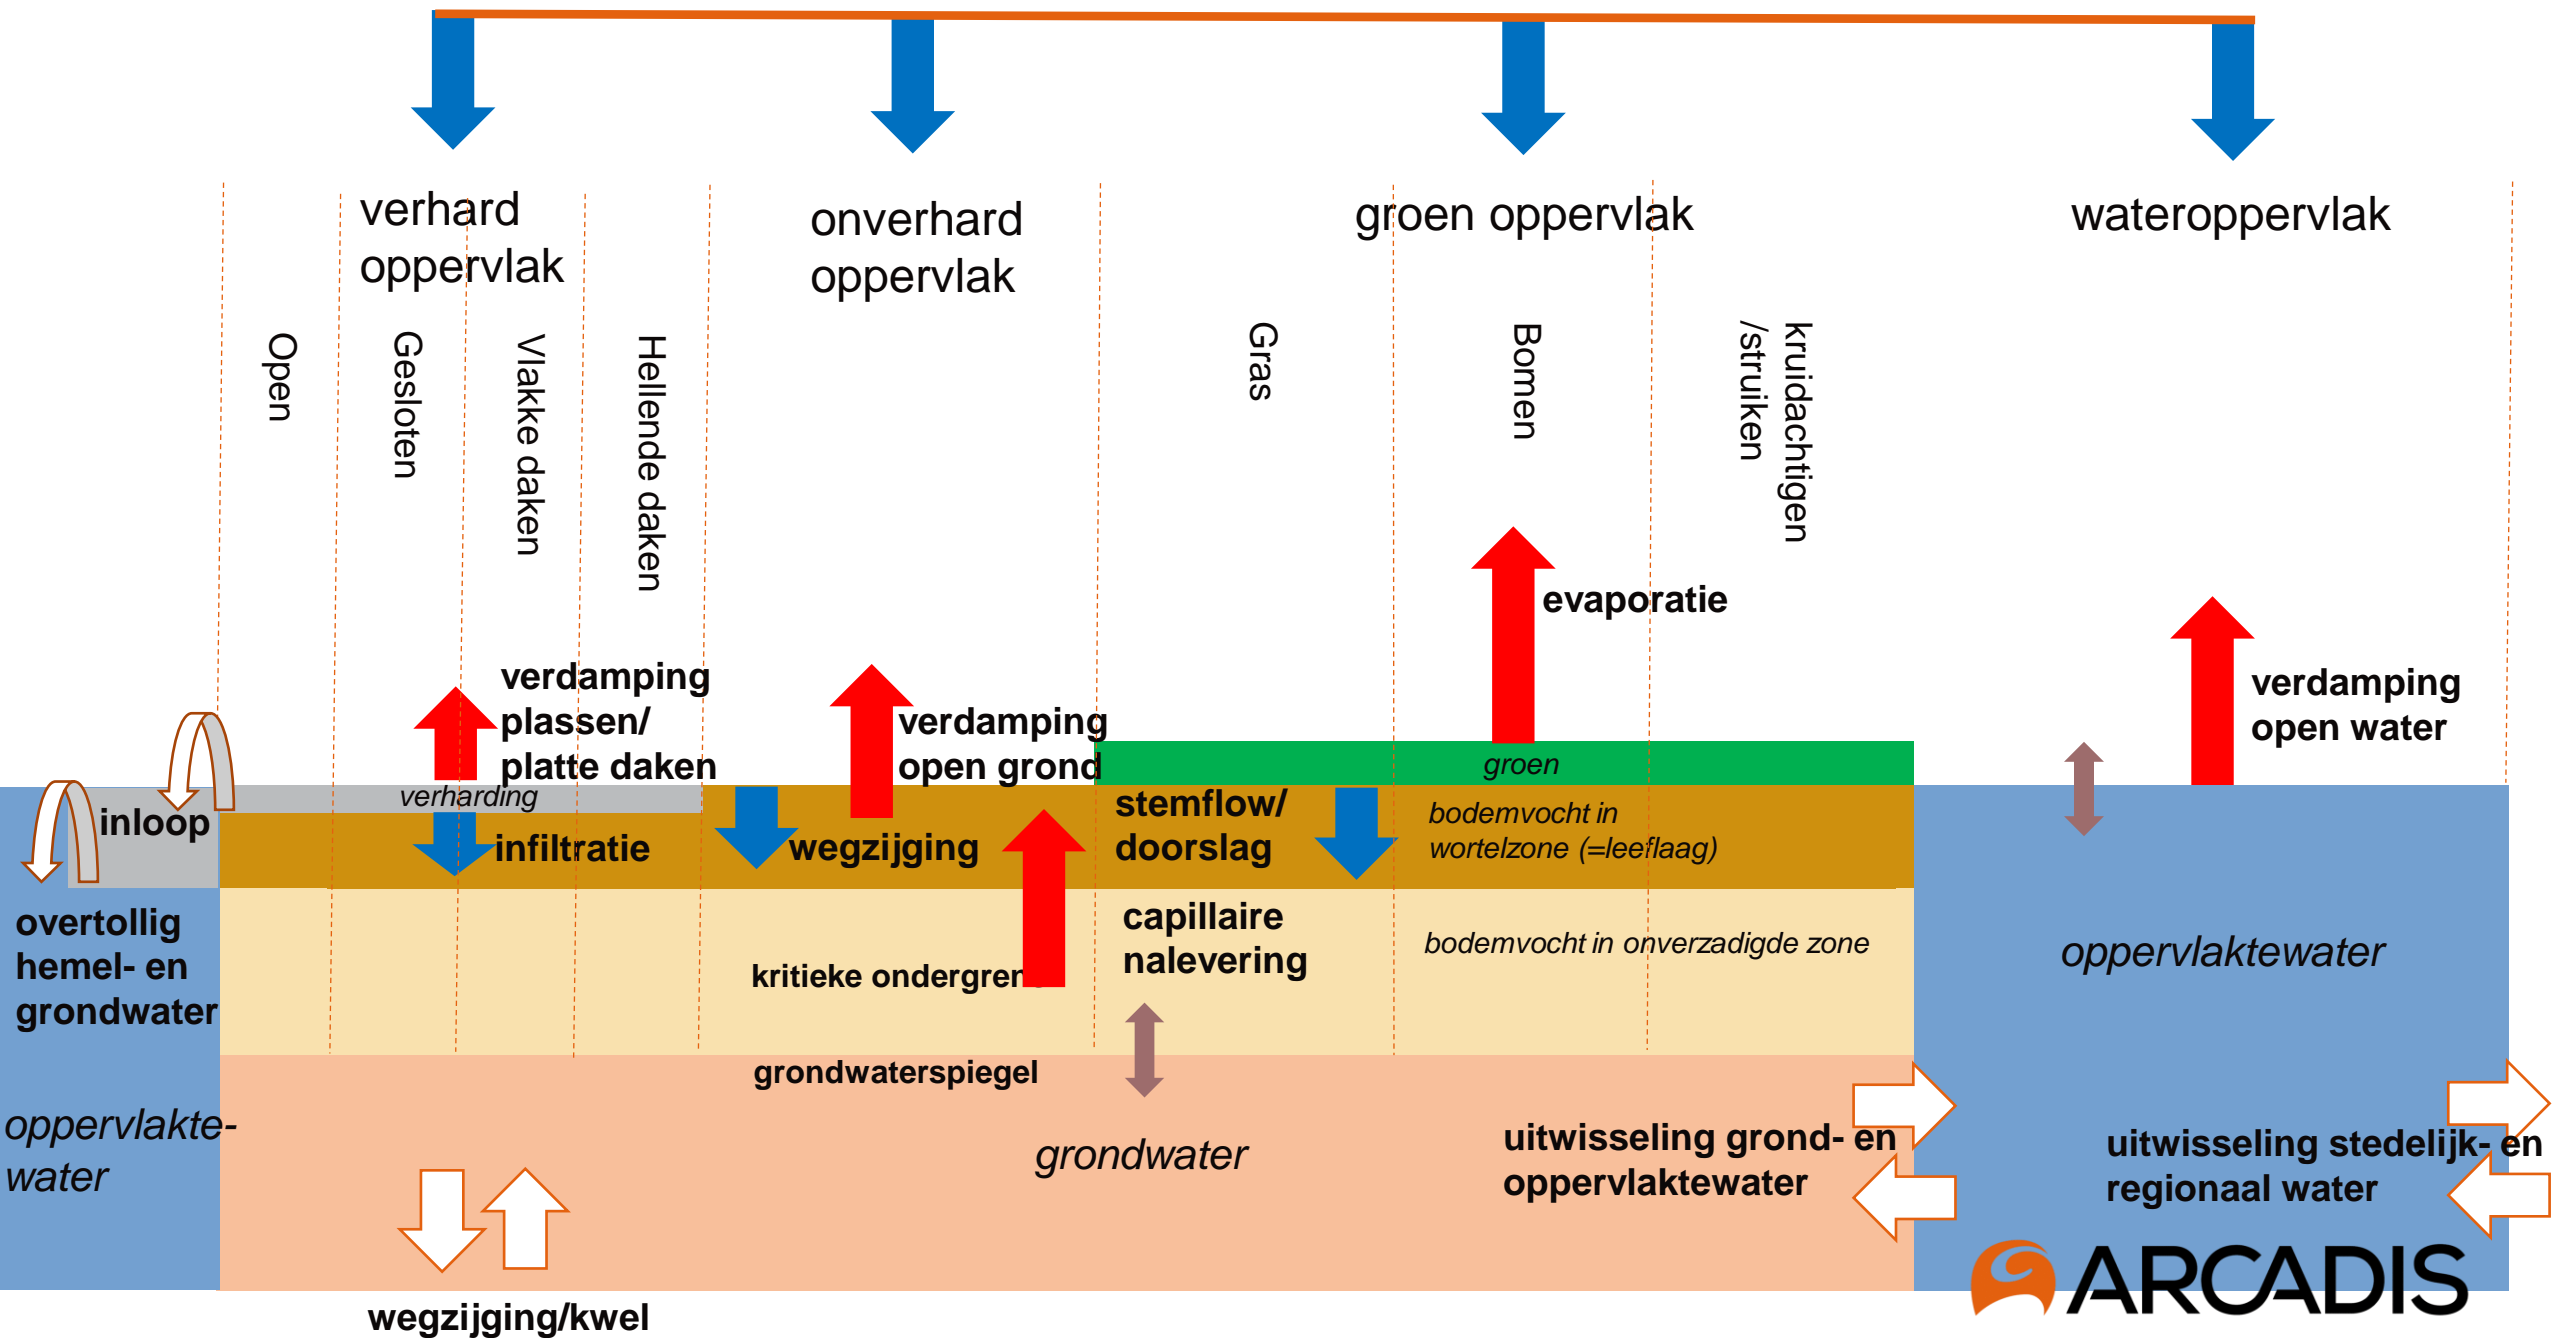 verhard
oppervlak
onverhard
oppervlak
groen oppervlak
wateroppervlak
Open
Gesloten
Vlakke daken
Hellende daken
Gras
Bomen
kruidachtigen
/struiken
evaporatie
verdamping
plassen/
platte daken
verdamping
open grond
verdamping
open water
groen
verharding
inloop
infiltratie
wegzijging
stemflow/
doorslag
bodemvocht in
wortelzone (=leeflaag)
overtollig
hemel- en
grondwater
kritieke ondergren
capillaire
nalevering
bodemvocht in onverzadigde zone
oppervlaktewater
grondwaterspiegel
oppervlakte-
water
grondwater
uitwisseling grond- en
oppervlaktewater
uitwisseling stedelijk- en
regionaal water
wegzijging/kwel
ARCADIS